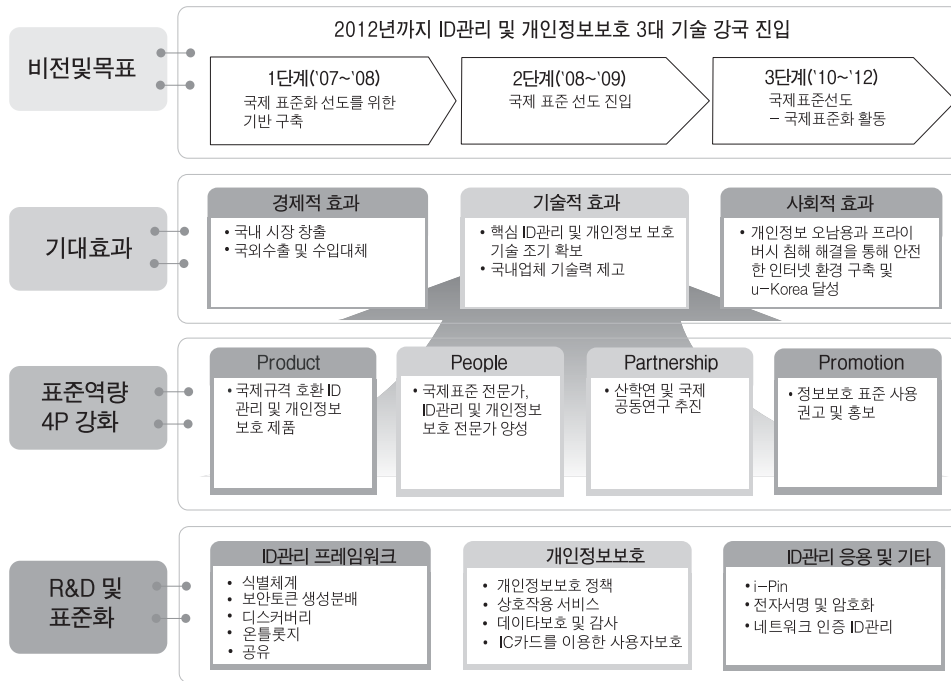 비전및목표
2012년까지 ID관리 및 개인정보보호 3대 기술 강국 진입
1단계('07~'08)
국제 표준화 선도를 위한
기반 구축
2단계('08~'09)
국제 표준 선도 진입
3단계('10~'12)
국제표준선도
– 국제표준화 활동
기대효과
경제적 효과
• 국내 시장 창출
• 국외수출 및 수입대체
기술적 효과
• 핵심 ID관리 및 개인정보 보호
기술 조기 확보
• 국내업체 기술력 제고
사회적 효과
• 개인정보 오남용과 프라이
버시 침해 해결을 통해 안전
한 인터넷 환경 구축 및
u-Korea 달성
표준역량
4P 강화
Product
• 국제규격 호환 ID
관리 및 개인정보
보호 제품
People
• 국제표준 전문가,
ID관리 및 개인정보
보호 전문가 양성
Partnership
• 산학연 및 국제
공동연구 추진
Promotion
• 정보보호 표준 사용
권고 및 홍보
R&D 및
표준화
ID관리 프레임워크
• 식별체계
• 보안토큰 생성분배
• 디스커버리
• 온톨롯지
• 공유
개인정보보호
• 개인정보보호 정책
• 상호작용 서비스
• 데이타보호 및 감사
• IC카드를 이용한 사용자보호
ID관리 응용 및 기타
• i-Pin
• 전자서명 및 암호화
• 네트워크 인증 ID관리